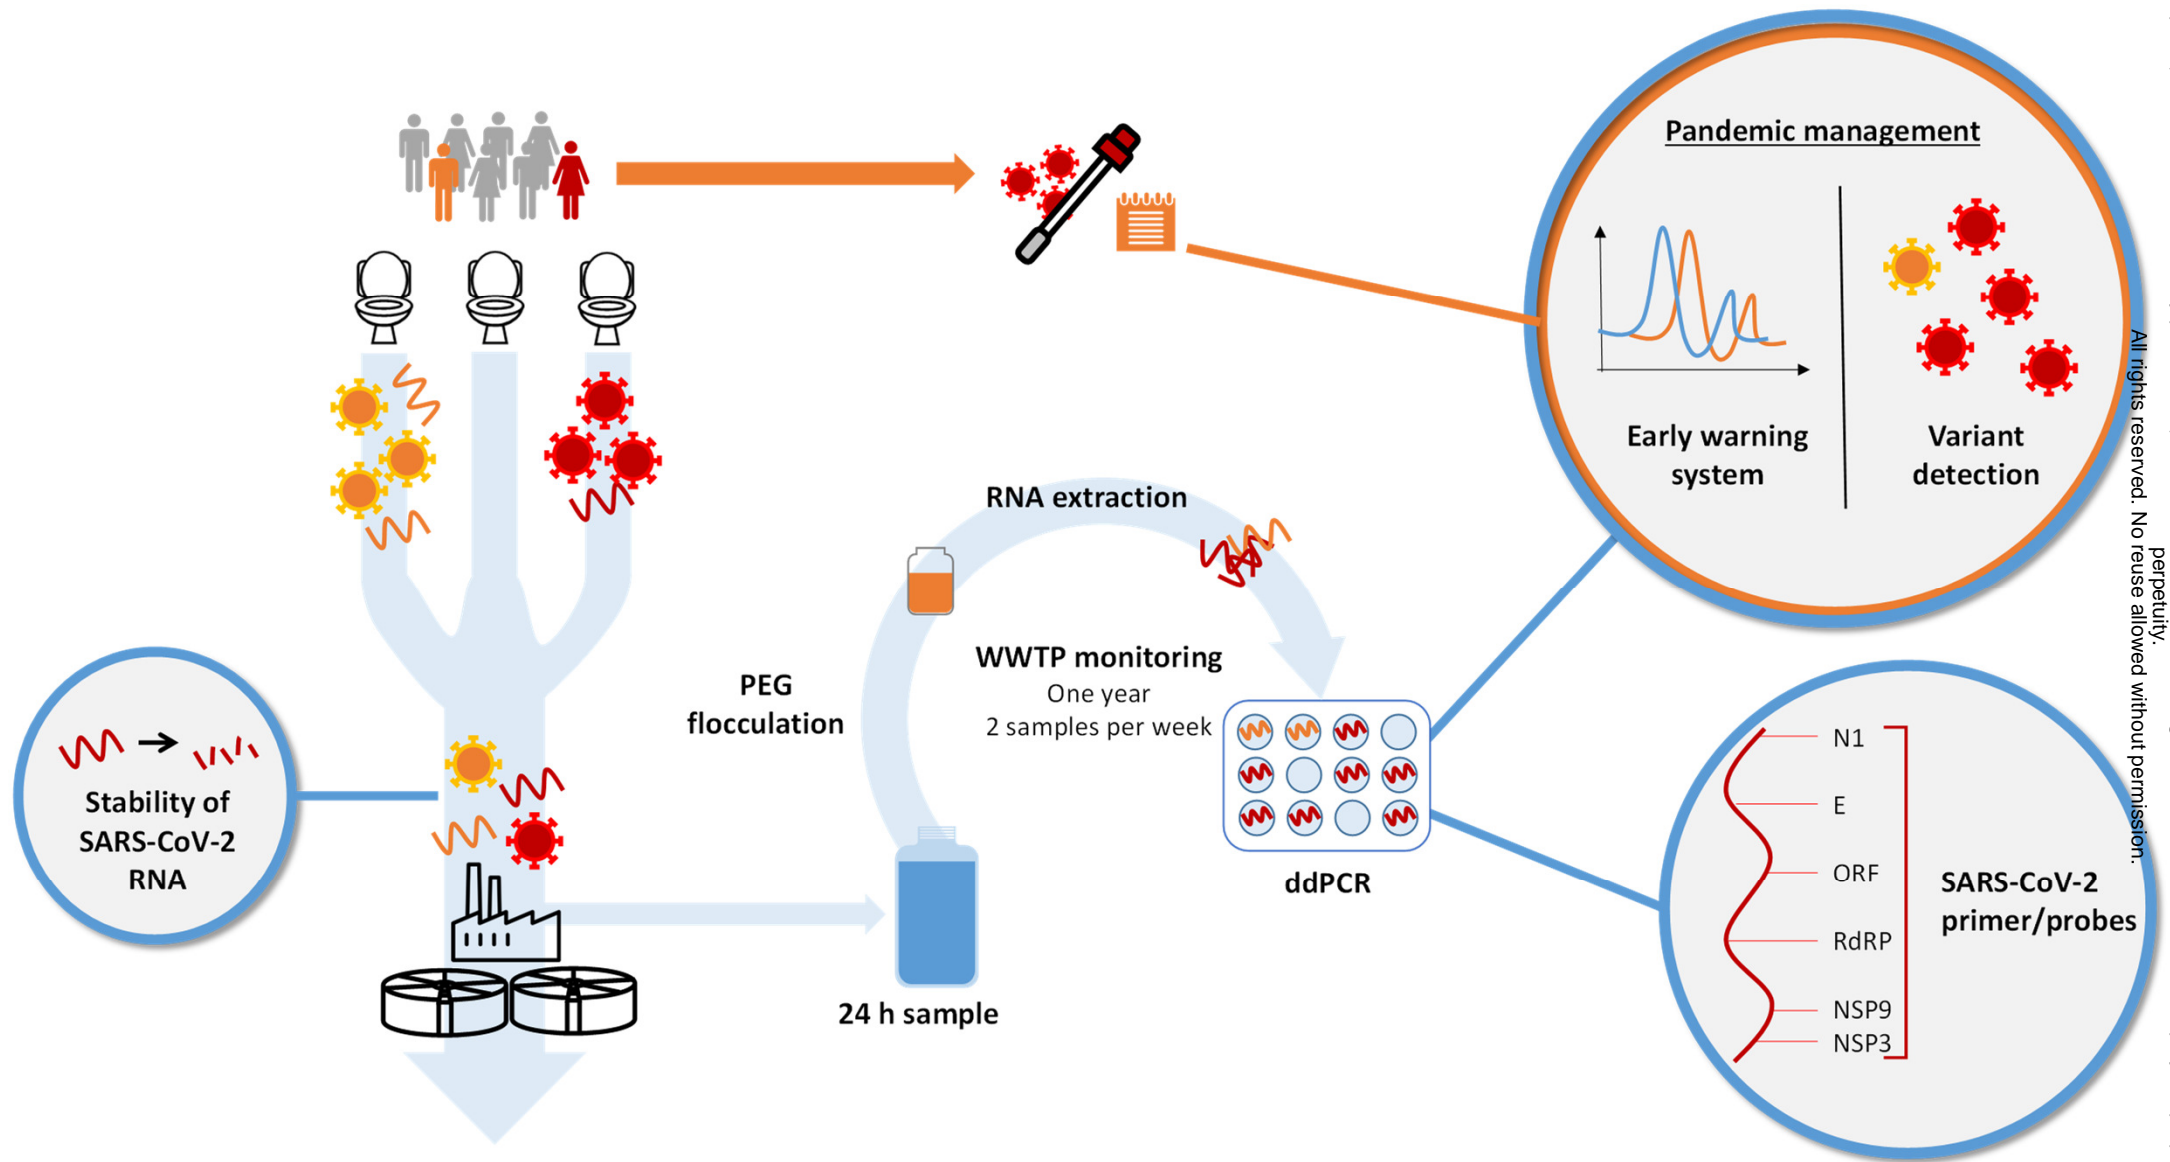 Pandemic management
Early warning
system
Variant
detection
RNA extraction
WWTP monitoring
One year
2 samples per week
PEG
flocculation
Stability of
SARS-CoV-2
RNA
24 h sample
ddPCR
N1
E
ORF
RdRP
NSP9
NSP3
SARS-CoV-2
primer/probes
perpetuity.
All rights reserved. No reuse allowed without permission.